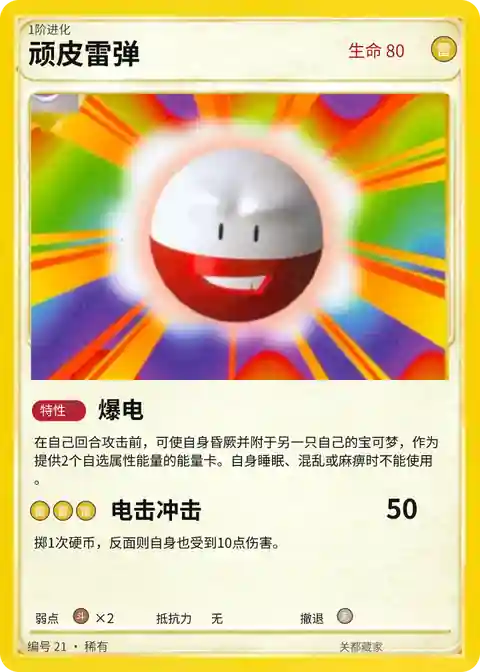 1阶进化
顽皮雷弹
生命 80
雷
特性
爆电
在自己回合攻击前，可使自身昏厥并附于另一只自己的宝可梦，作为
提供2个自选属性能量的能量卡。自身睡眠、混乱或麻痹时不能使用
。
电击冲击
50
掷1次硬币，反面则自身也受到10点伤害。
弱点 斗 ×2 抵抗力 无 撤退
编号 21 · 稀有
关都藏家